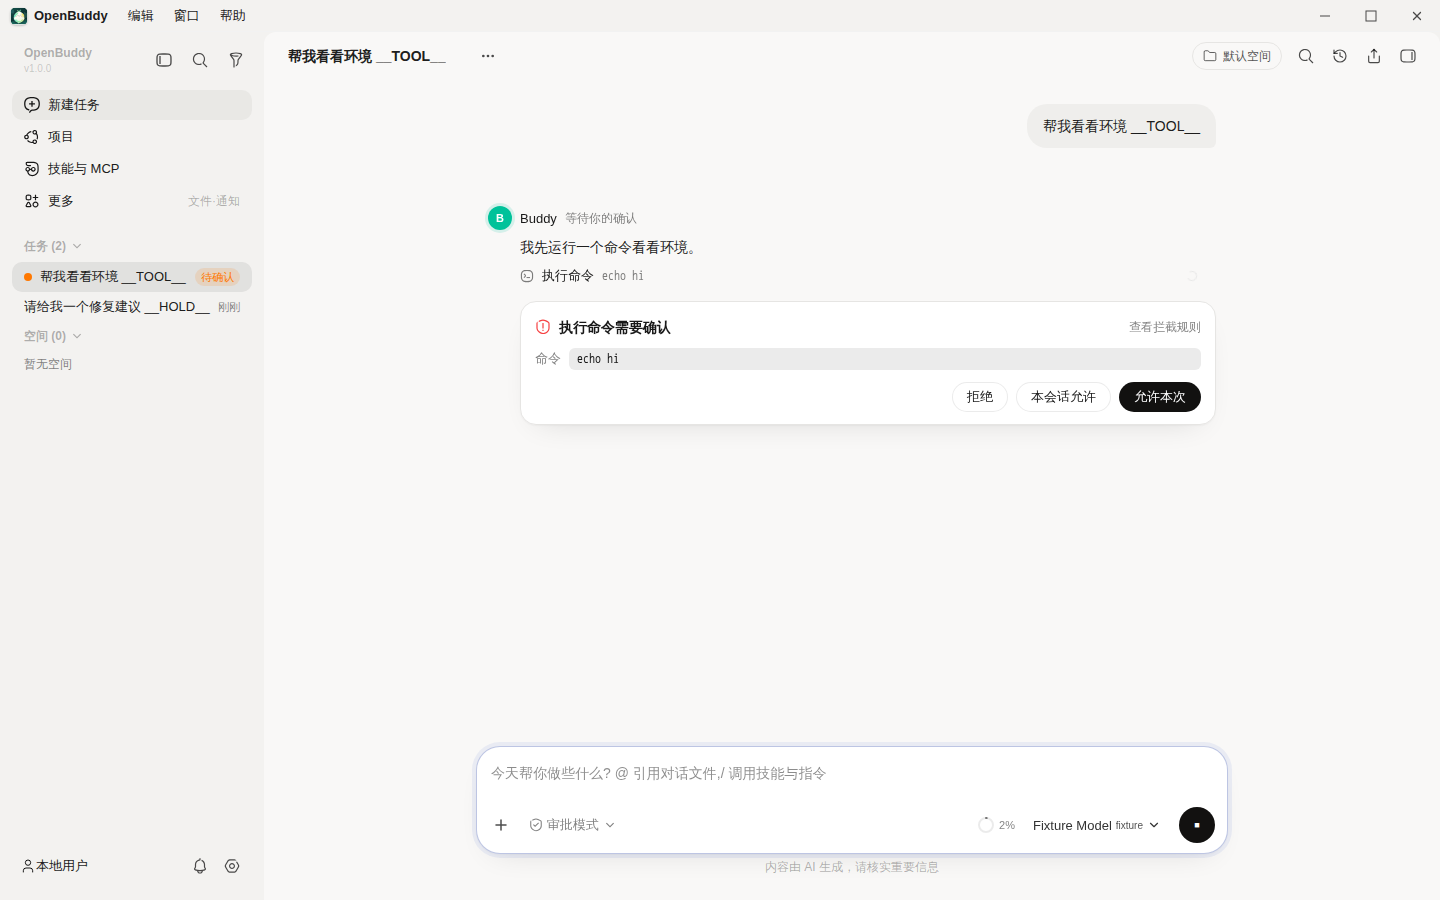 OpenBuddy 编辑 窗口 帮助
OpenBuddy
v1.0.0
新建任务
项目
技能与 MCP
更多 文件·通知
任务 (2)
帮我看看环境 __TOOL__ 待确认
请给我一个修复建议 __HOLD__ 刚刚
空间 (0)
暂无空间
本地用户
帮我看看环境 __TOOL__ 默认空间
帮我看看环境 __TOOL__
B Buddy 等待你的确认
我先运行一个命令看看环境。
执行命令 echo hi
执行命令需要确认 查看拦截规则
命令 echo hi
拒绝 本会话允许 允许本次
今天帮你做些什么? @ 引用对话文件,/ 调用技能与指令
审批模式 2% Fixture Model fixture
内容由 AI 生成，请核实重要信息